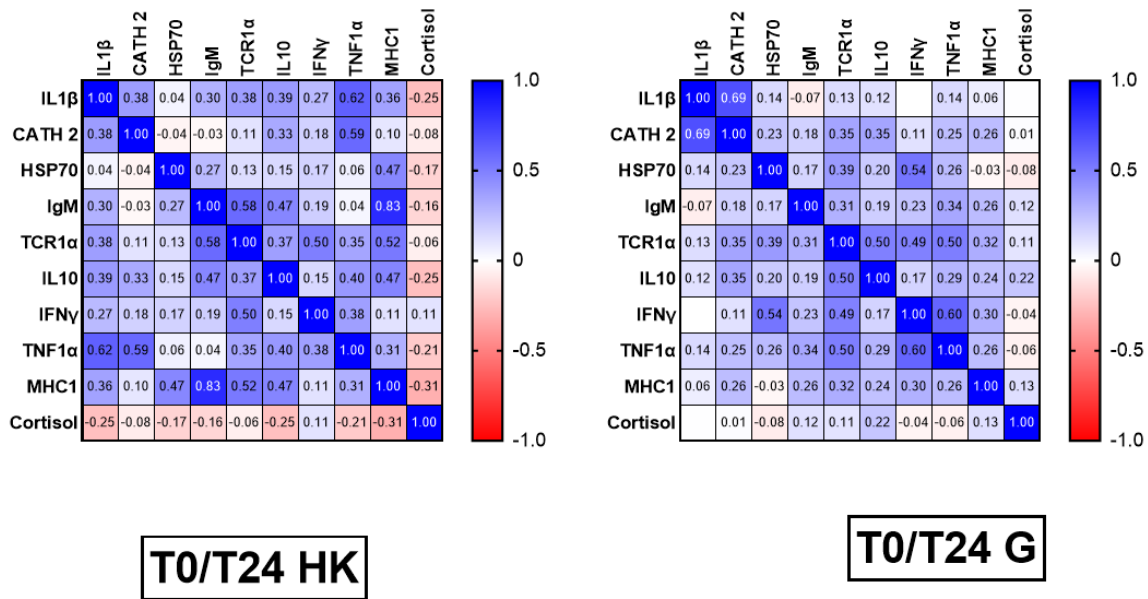 IL1β CATH 2 HSP70 IgM TCR1α IL10 IFNγ TNF1α MHC1 Cortisol
IL1β 1.00 0.38 0.04 0.30 0.38 0.39 0.27 0.62 0.36 -0.25
CATH 2 0.38 1.00 -0.04 -0.03 0.11 0.33 0.18 0.59 0.10 -0.08
HSP70 0.04 -0.04 1.00 0.27 0.13 0.15 0.17 0.06 0.47 -0.17
IgM 0.30 -0.03 0.27 1.00 0.58 0.47 0.19 0.04 0.83 -0.16
TCR1α 0.38 0.11 0.13 0.58 1.00 0.37 0.50 0.35 0.52 -0.06
IL10 0.39 0.33 0.15 0.47 0.37 1.00 0.15 0.40 0.47 -0.25
IFNγ 0.27 0.18 0.17 0.19 0.50 0.15 1.00 0.38 0.11 0.11
TNF1α 0.62 0.59 0.06 0.04 0.35 0.40 0.38 1.00 0.31 -0.21
MHC1 0.36 0.10 0.47 0.83 0.52 0.47 0.11 0.31 1.00 -0.31
Cortisol -0.25 -0.08 -0.17 -0.16 -0.06 -0.25 0.11 -0.21 -0.31 1.00
1.0
0.5
0
-0.5
-1.0
T0/T24 HK
IL1β CATH 2 HSP70 IgM TCR1α IL10 IFNγ TNF1α MHC1 Cortisol
IL1β 1.00 0.69 0.14 -0.07 0.13 0.12 0.14 0.06
CATH 2 0.69 1.00 0.23 0.18 0.35 0.35 0.11 0.25 0.26 0.01
HSP70 0.14 0.23 1.00 0.17 0.39 0.20 0.54 0.26 -0.03 -0.08
IgM -0.07 0.18 0.17 1.00 0.31 0.19 0.23 0.34 0.26 0.12
TCR1α 0.13 0.35 0.39 0.31 1.00 0.50 0.49 0.50 0.32 0.11
IL10 0.12 0.35 0.20 0.19 0.50 1.00 0.17 0.29 0.24 0.22
IFNγ 0.11 0.54 0.23 0.49 0.17 1.00 0.60 0.30 -0.04
TNF1α 0.14 0.25 0.26 0.34 0.50 0.29 0.60 1.00 0.26 -0.06
MHC1 0.06 0.26 -0.03 0.26 0.32 0.24 0.30 0.26 1.00 0.13
Cortisol 0.01 -0.08 0.12 0.11 0.22 -0.04 -0.06 0.13 1.00
1.0
0.5
0
-0.5
-1.0
T0/T24 G